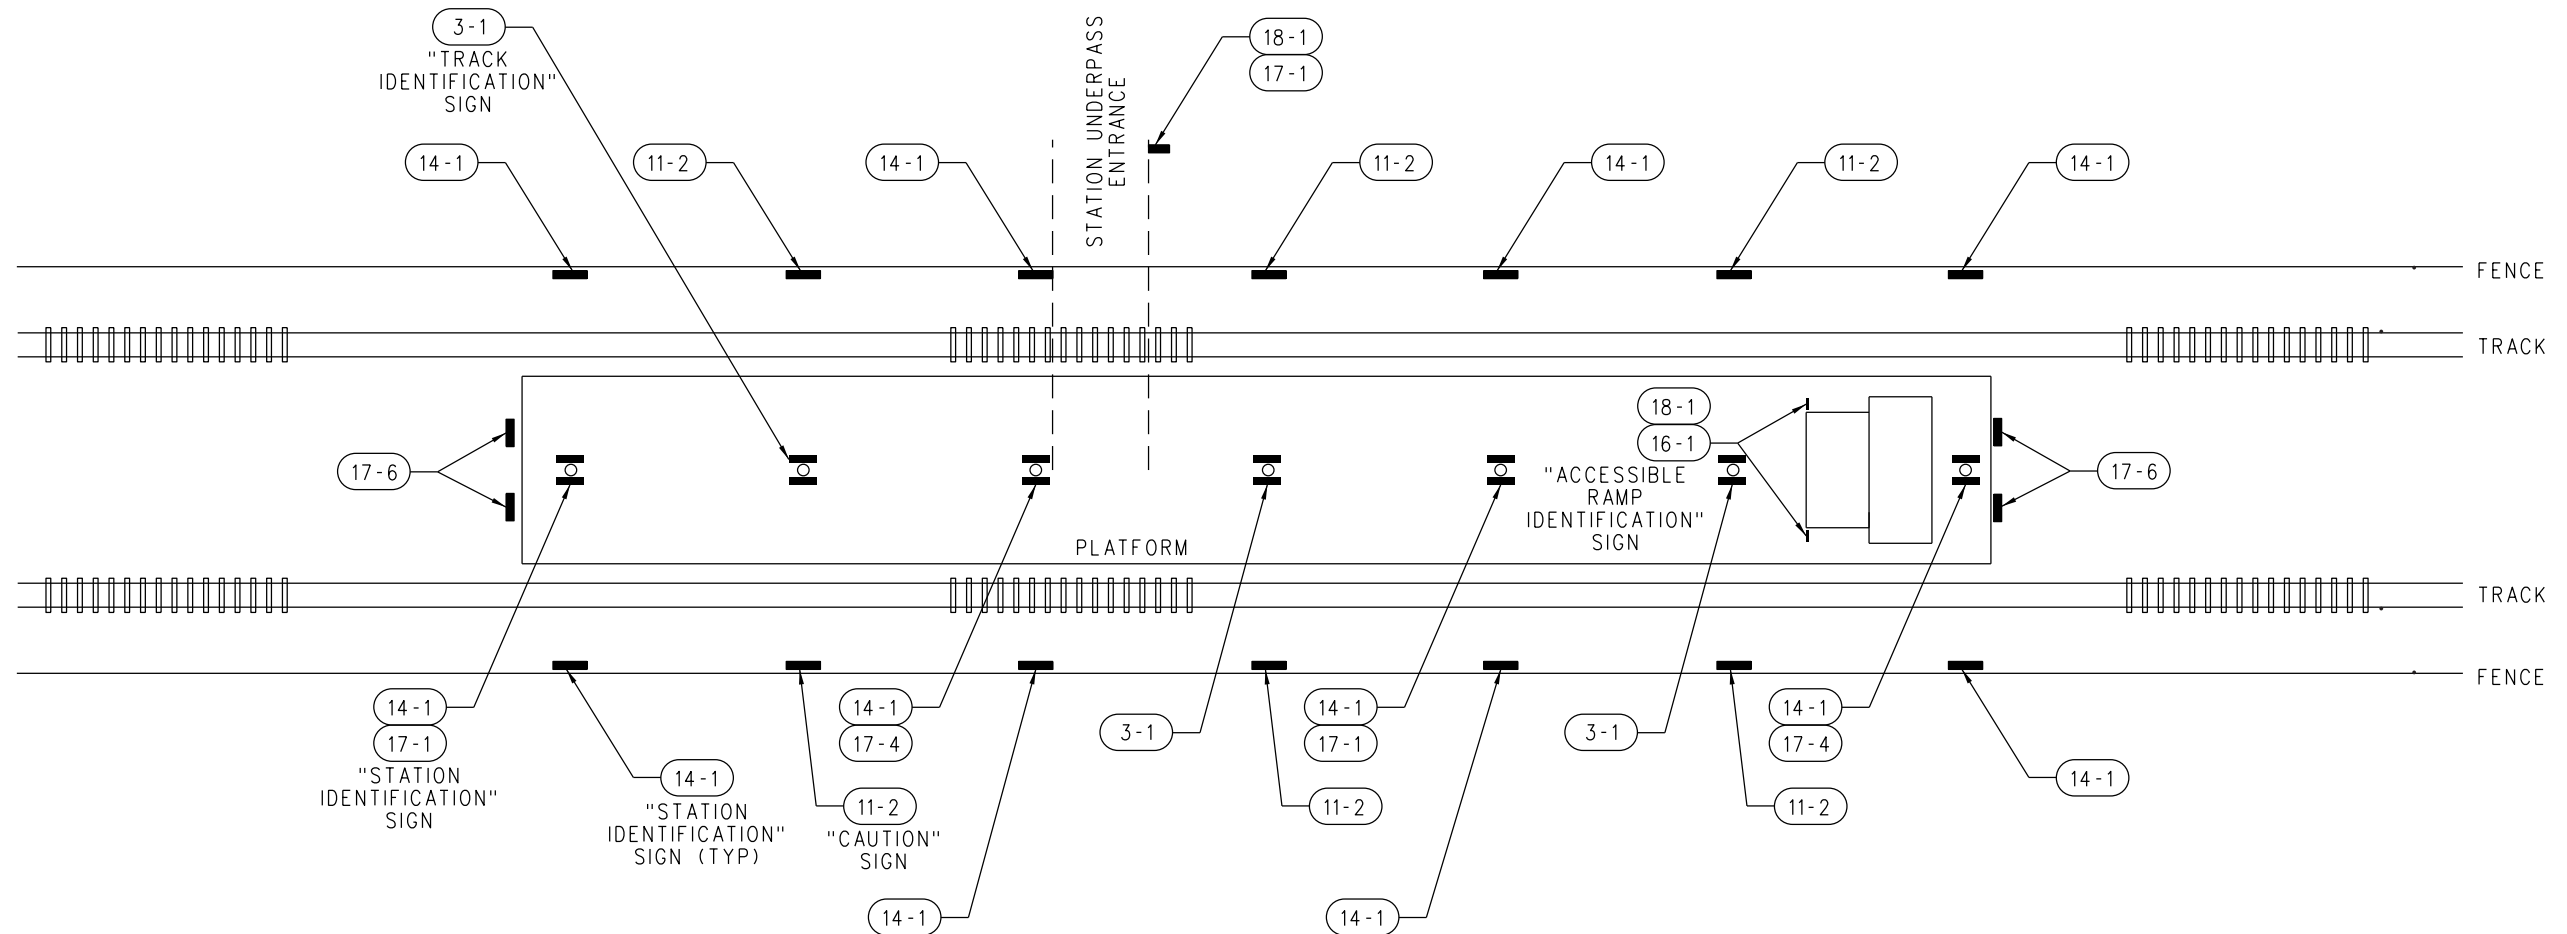 3-1
"TRACK
IDENTIFICATION"
SIGN
STATION UNDERPASS
ENTRANCE
18-1
17-1
14-1
11-2
14-1
11-2
14-1
11-2
14-1
FENCE
TRACK
17-6
18-1
16-1
"ACCESSIBLE
RAMP
IDENTIFICATION"
SIGN
17-6
PLATFORM
TRACK
FENCE
14-1
17-1
"STATION
IDENTIFICATION"
SIGN
14-1
"STATION
IDENTIFICATION"
SIGN (TYP)
14-1
17-4
11-2
"CAUTION"
SIGN
14-1
3-1
11-2
14-1
17-1
14-1
3-1
11-2
14-1
17-4
14-1